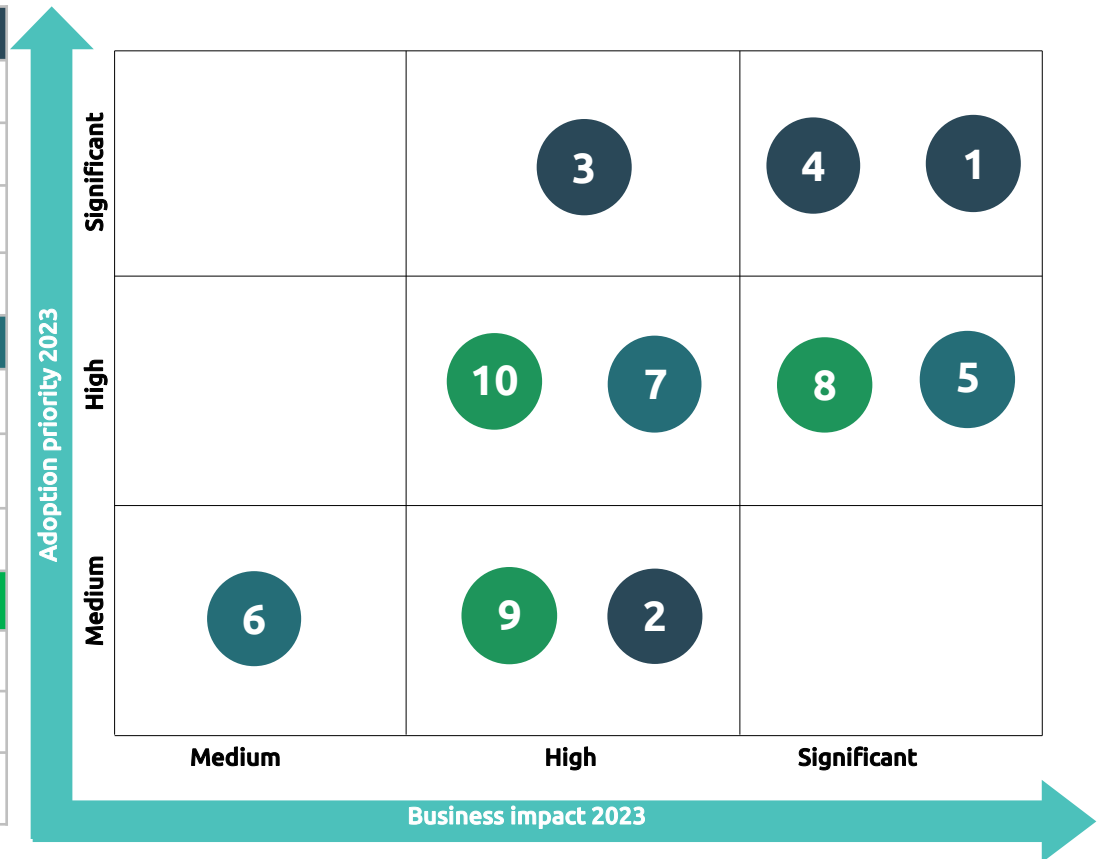 Adoption priority 2023
Significant
3
4
1
High
10
7
8
5
Medium
6
9
2
Medium
High
Significant
Business impact 2023